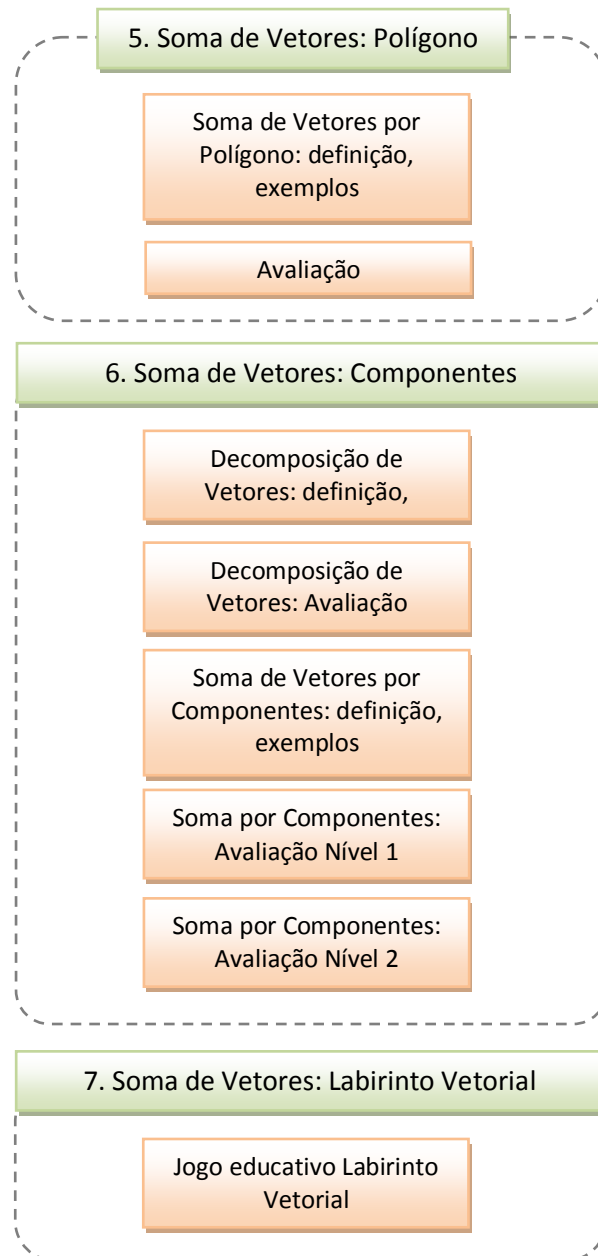 5. Soma de Vetores: Polígono
Soma de Vetores por
Polígono: definição,
exemplos
Avaliação
6. Soma de Vetores: Componentes
Decomposição de
Vetores: definição,
Decomposição de
Vetores: Avaliação
Soma de Vetores por
Componentes: definição,
exemplos
Soma por Componentes:
Avaliação Nível 1
Soma por Componentes:
Avaliação Nível 2
7. Soma de Vetores: Labirinto Vetorial
Jogo educativo Labirinto
Vetorial